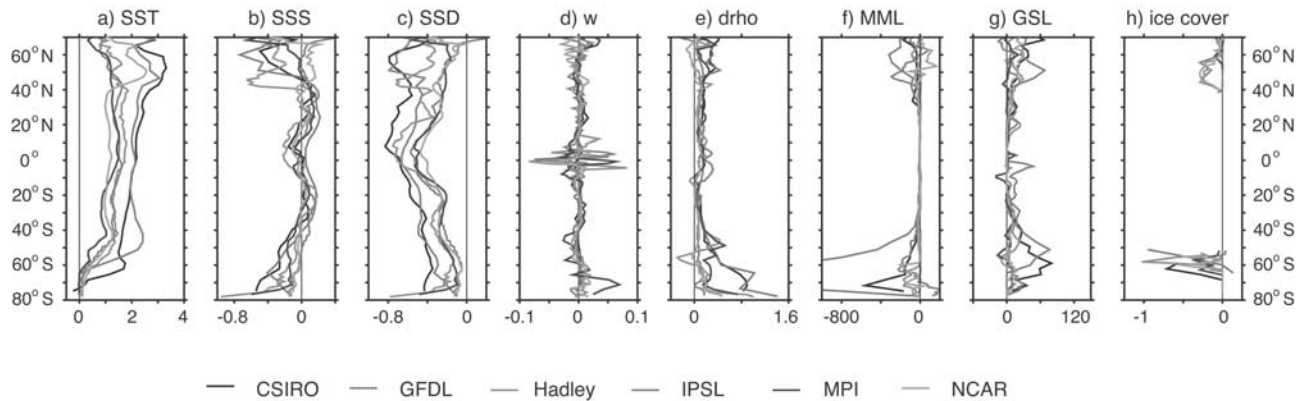 a) SST b) SSS c) SSD d) w e) drho f) MML g) GSL h) ice cover
60°N 60°N
40°N 40°N
20°N 20°N
0° 0°
20°S 20°S
40°S 40°S
60°S 60°S
80°S 80°S
0 2 4 -0.8 0 -0.8 0 -0.1 0 0.1 0 1.6 -800 0 0 120 -1 0
CSIRO GFDL Hadley IPSL MPI NCAR